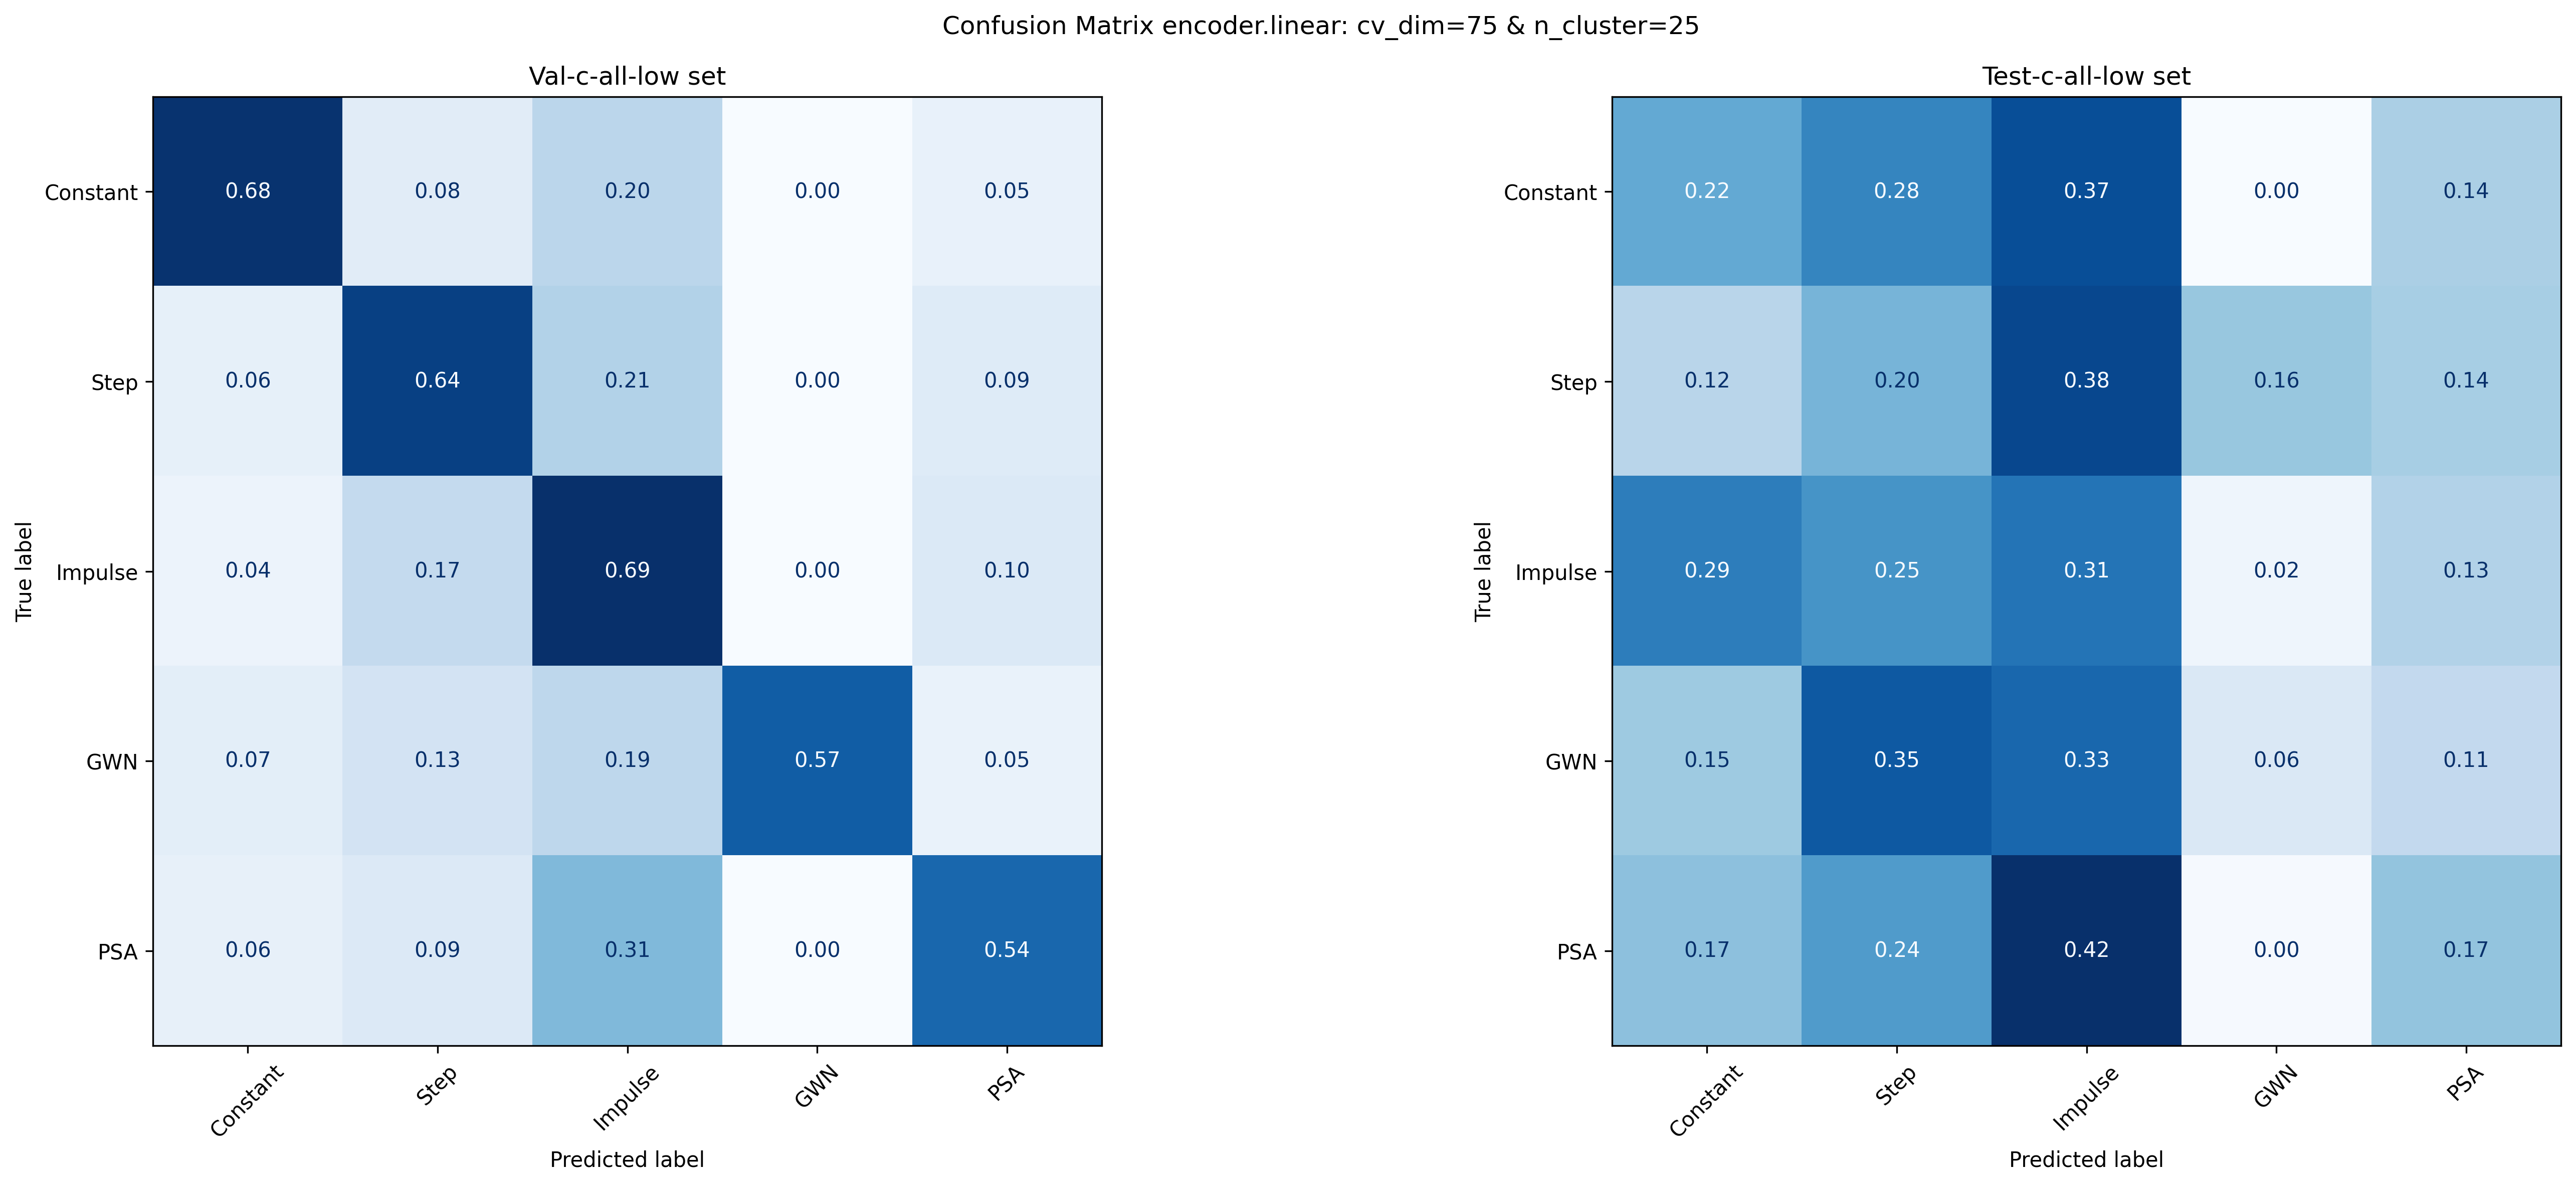 Confusion Matrix encoder.linear: cv_dim=75 & n_cluster=25
Val-c-all-low set
True label
Constant 0.68 0.08 0.20 0.00 0.05
Step 0.06 0.64 0.21 0.00 0.09
Impulse 0.04 0.17 0.69 0.00 0.10
GWN 0.07 0.13 0.19 0.57 0.05
PSA 0.06 0.09 0.31 0.00 0.54
Constant Step Impulse GWN PSA
Predicted label
Test-c-all-low set
True label
Constant 0.22 0.28 0.37 0.00 0.14
Step 0.12 0.20 0.38 0.16 0.14
Impulse 0.29 0.25 0.31 0.02 0.13
GWN 0.15 0.35 0.33 0.06 0.11
PSA 0.17 0.24 0.42 0.00 0.17
Constant Step Impulse GWN PSA
Predicted label